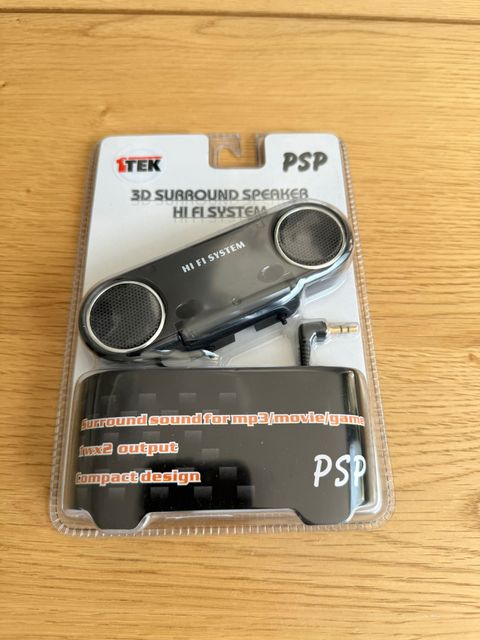 1TEK
PSP
3D SURROUND SPEAKER
HI FI SYSTEM
HI FI SYSTEM
Surround sound for mp3/movie/game
1wx2 output
Compact design
PSP